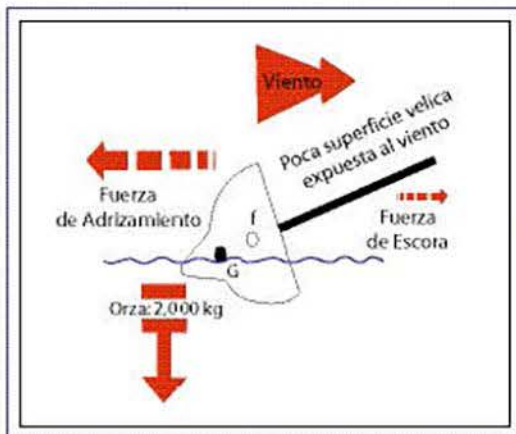 Viento
Poca superficie velica
expuesta al viento
Fuerza
de Adrizamiento
f
Fuerza
de Escora
G
Orza: 2,000 kg